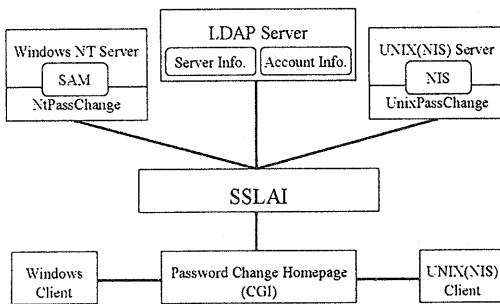 LDAP Server
Server Info.
Account Info.
Windows NT Server
SAM
NtPassChange
UNIX(NIS) Server
NIS
UnixPassChange
SSLAI
Windows
Client
Password Change Homepage
(CGI)
UNIX(NIS)
Client